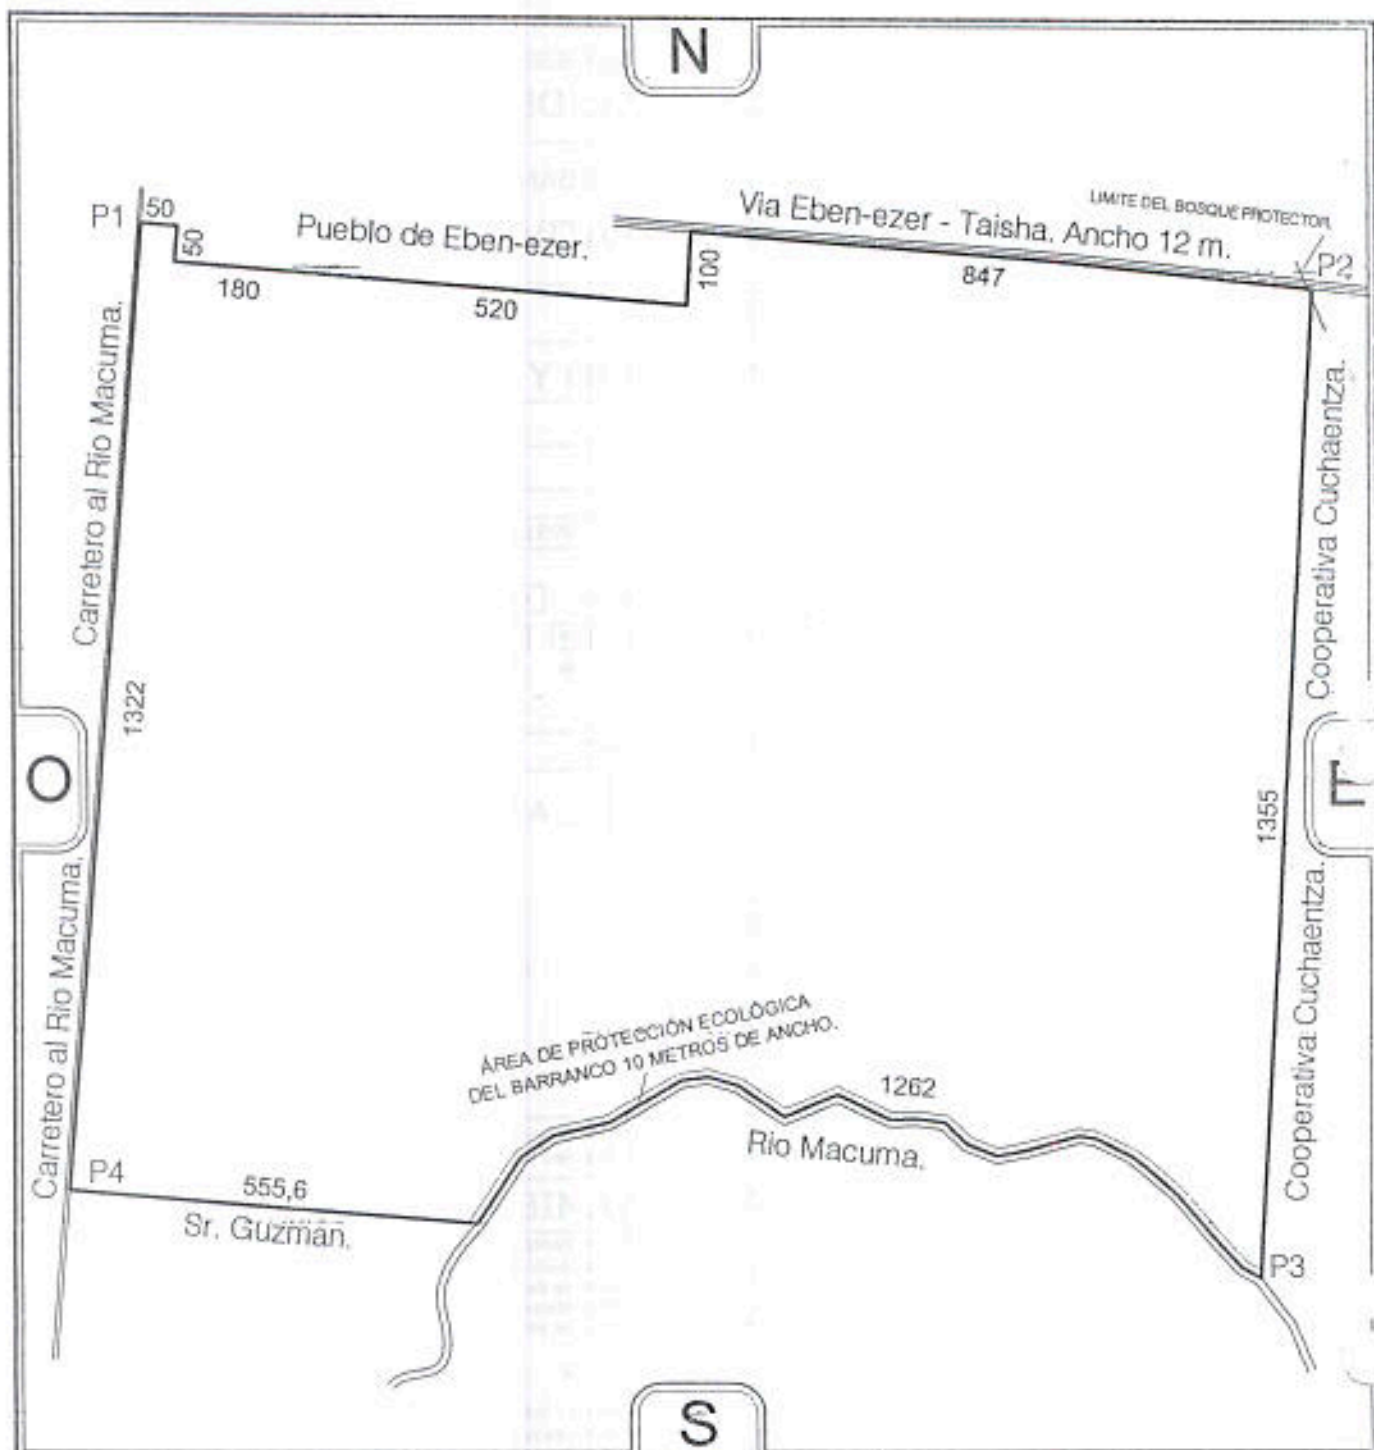 N
P1
50
50
Pueblo de Eben-ezer.
180
520
100
Via Eben-ezer - Taisha. Ancho 12 m.
847
LIMITE DEL BOSQUE PROTECTOR
P2
Carretero al Rio Macuma.
1322
Cooperativa Cuchaentza.
1355
O
Carretero al Rio Macuma.
Cooperativa Cuchaentza.
ÁREA DE PROTECCIÓN ECOLÓGICA
DEL BARRANCO 10 METROS DE ANCHO.
1262
Rio Macuma.
P4
555,6
Sr. Guzmán.
P3
S